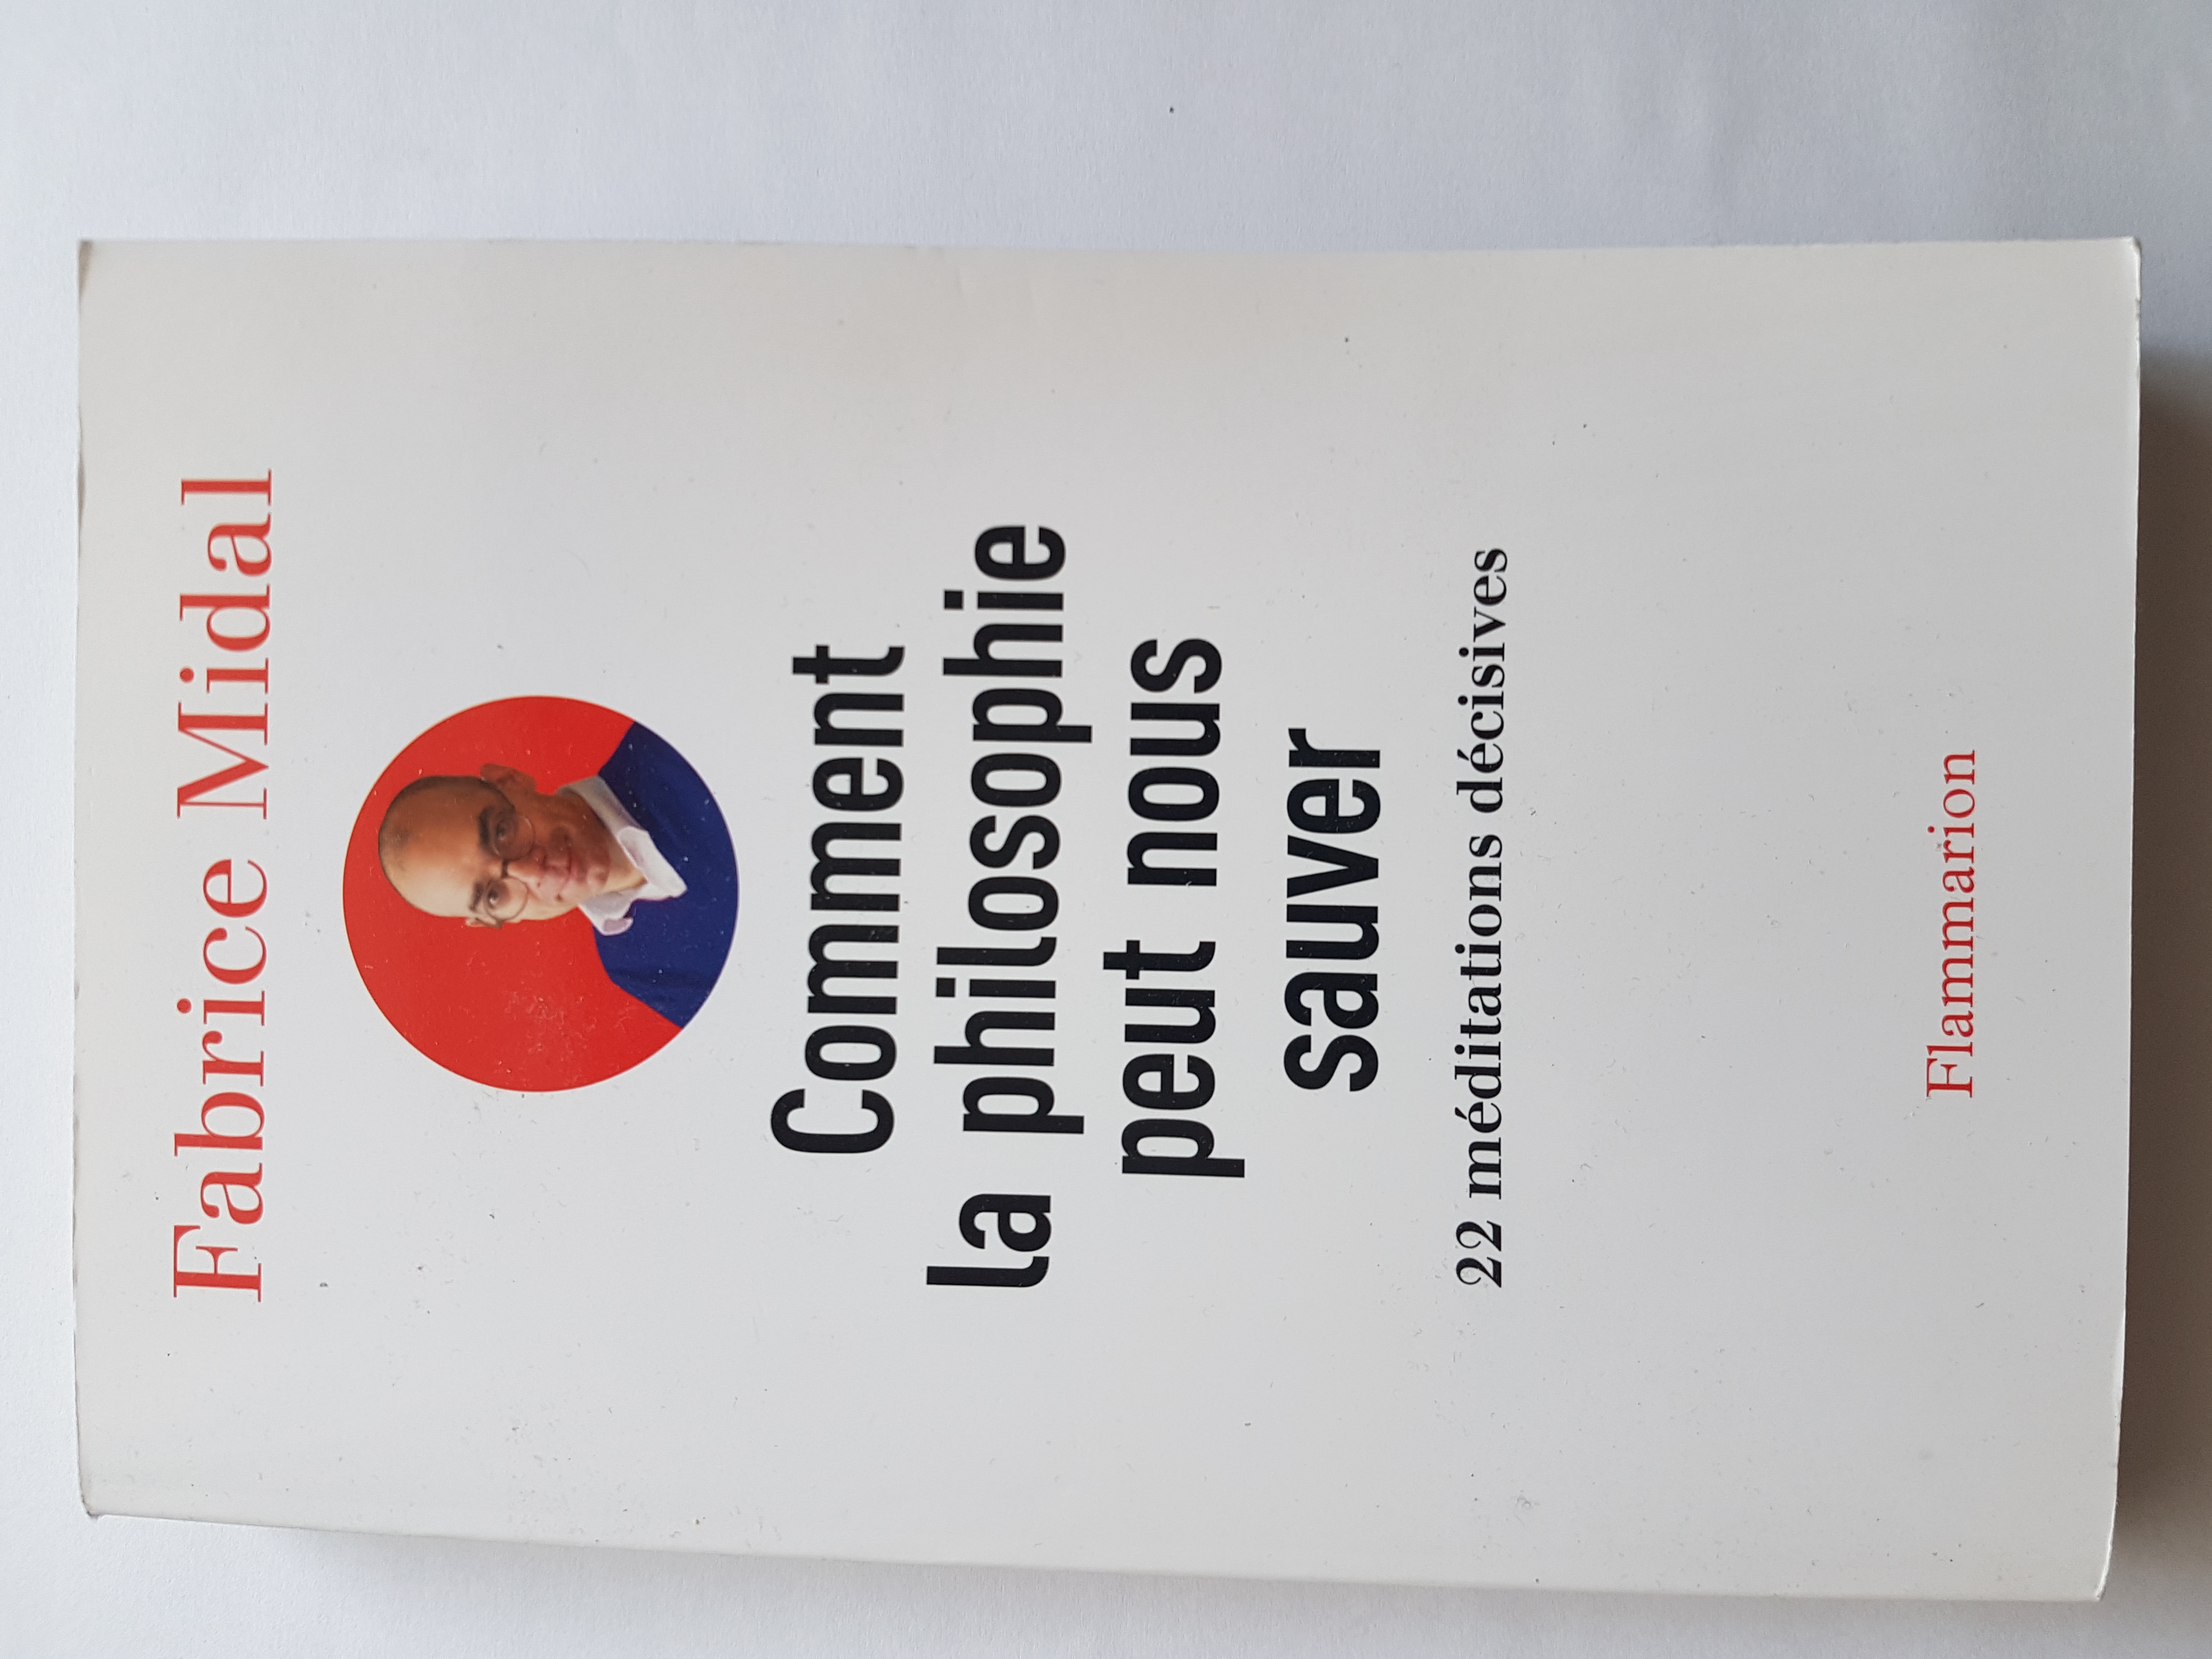 Fabrice Midal
Comment
la philosophie
peut nous
sauver
22 méditations décisives
Flammarion